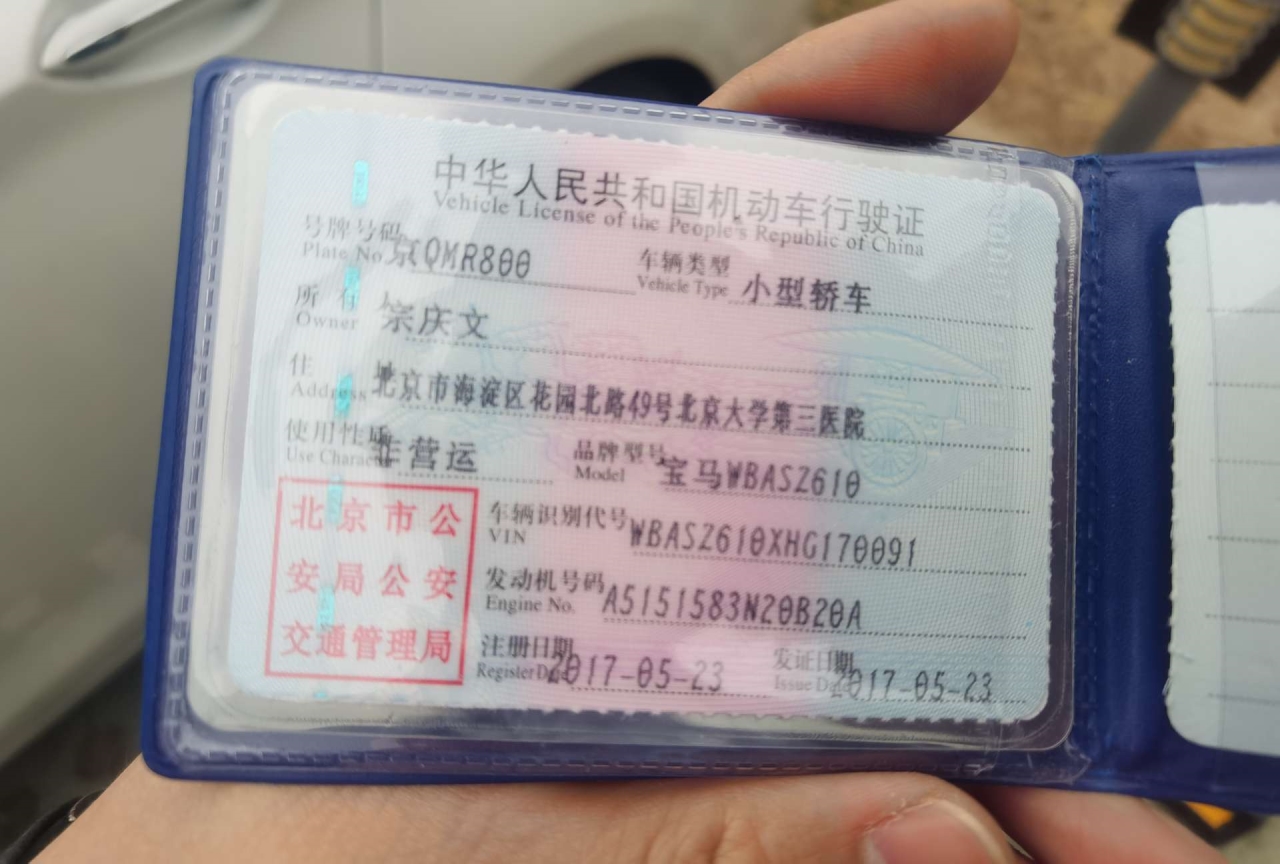 中华人民共和国机动车行驶证
Vehicle License of the People's Republic of China
号牌号码 京QMR800 车辆类型 小型轿车
Plate No. Vehicle Type
所有人 宗庆文
Owner
住址 北京市海淀区花园北路49号北京大学第三医院
Address
使用性质 非营运 品牌型号 宝马WBASZ610
Use Character Model
北京市公
安局公安
交通管理局
车辆识别代号 WBASZ610XHG170091
VIN
发动机号码 A5151583N20B20A
Engine No.
注册日期 2017-05-23 发证日期 2017-05-23
Register Date Issue Date